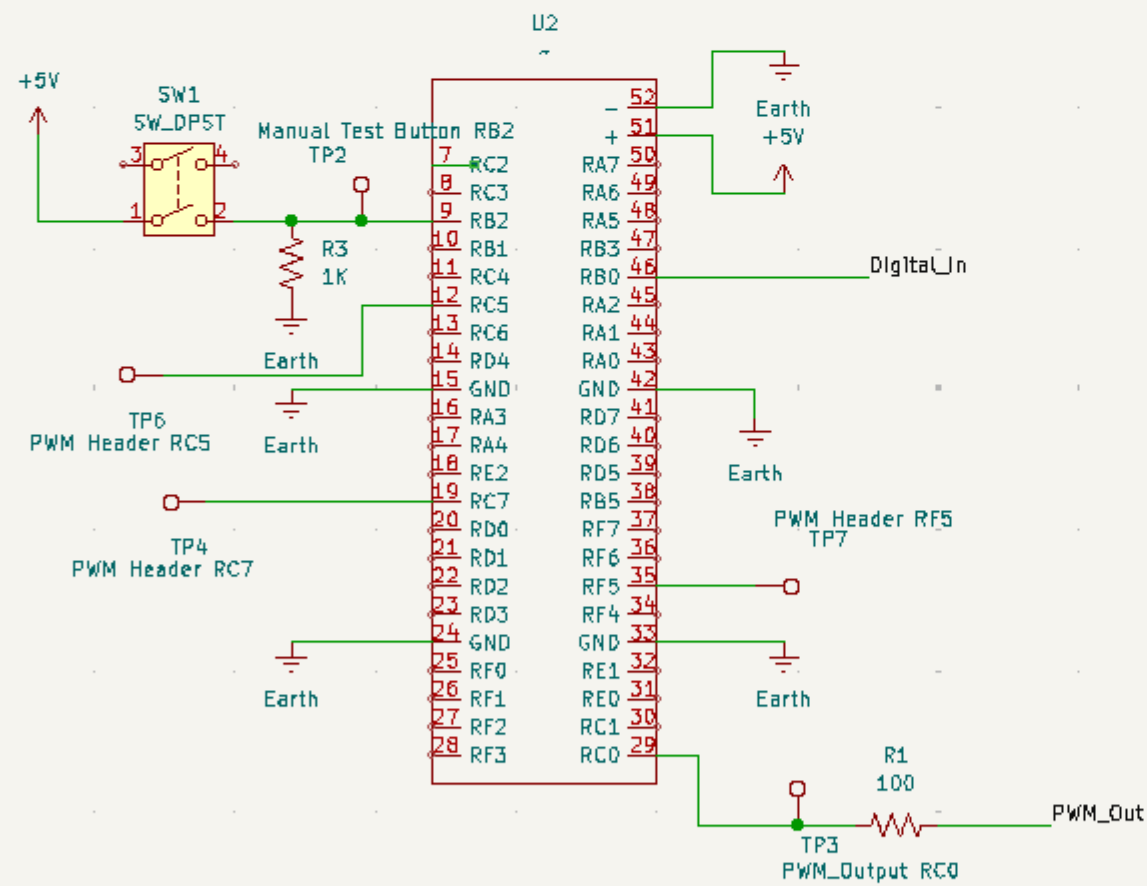 U2
~
+5V
SW1
SW_DPST
3
4
1
2
Manual Test Button RB2
TP2
R3
1K
Earth
TP6
PWM Header RC5
Earth
TP4
PWM Header RC7
Earth
7 RC2
8 RC3
9 RB2
10 RB1
11 RC4
12 RC5
13 RC6
14 RD4
15 GND
16 RA3
17 RA4
18 RE2
19 RC7
20 RD0
21 RD1
22 RD2
23 RD3
24 GND
25 RF0
26 RF1
27 RF2
28 RF3
- 52
+ 51
RA7 50
RA6 49
RA5 48
RB3 47
RB0 46
RA2 45
RA1 44
RA0 43
GND 42
RD7 41
RD6 40
RD5 39
RB5 38
RF7 37
RF6 36
RF5 35
RF4 34
GND 33
RE1 32
RE0 31
RC1 30
RC0 29
Earth
+5V
Digital_In
Earth
PWM Header RF5
TP7
Earth
R1
100
PWM_Out
TP3
PWM_Output RC0